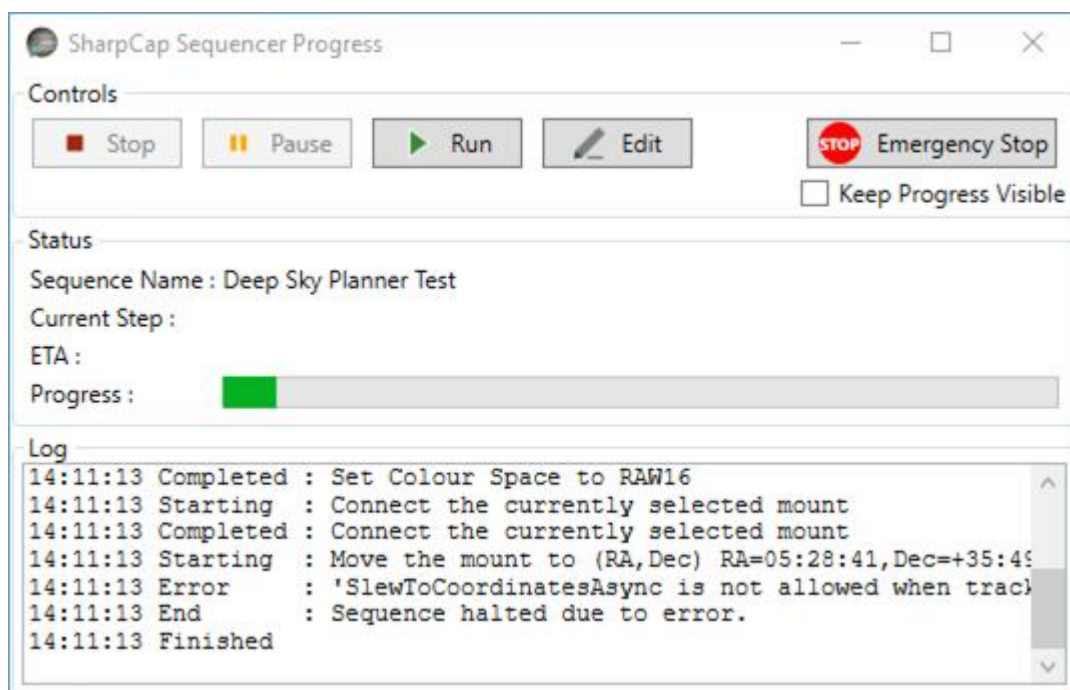 SharpCap Sequencer Progress
Controls
Stop Pause Run Edit STOP Emergency Stop
Keep Progress Visible
Status
Sequence Name : Deep Sky Planner Test
Current Step :
ETA :
Progress :
Log
14:11:13 Completed : Set Colour Space to RAW16
14:11:13 Starting : Connect the currently selected mount
14:11:13 Completed : Connect the currently selected mount
14:11:13 Starting : Move the mount to (RA,Dec) RA=05:28:41,Dec=+35:49
14:11:13 Error : 'SlewToCoordinatesAsync is not allowed when track
14:11:13 End : Sequence halted due to error.
14:11:13 Finished